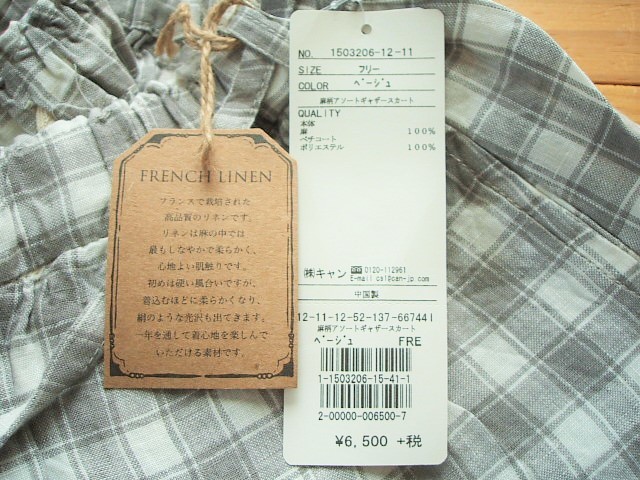 FRENCH LINEN
フランスで栽培された
高品質のリネンです。
リネンは麻の中では
最もしなやかで柔らかく、
心地よい肌触りです。
初めは硬い風合いですが、
着込むほどに柔らかくなり、
絹のような光沢も出てきます。
一年を通して着心地を楽しんで
いただける素材です。
NO. 1503206-12-11
SIZE フリー
COLOR ベージュ
麻柄アソートギャザースカート
QUALITY
本体
麻 100%
ペチコート
ポリエステル 100%
㈱キャン 0120-112961
E-mail csl@can-jp.com
中国製
12-11-12-52-137-667441
麻柄アソートギャザースカート
ベージュ FRE
1-1503206-15-41-1
2-00000-006500-7
¥6,500 +税